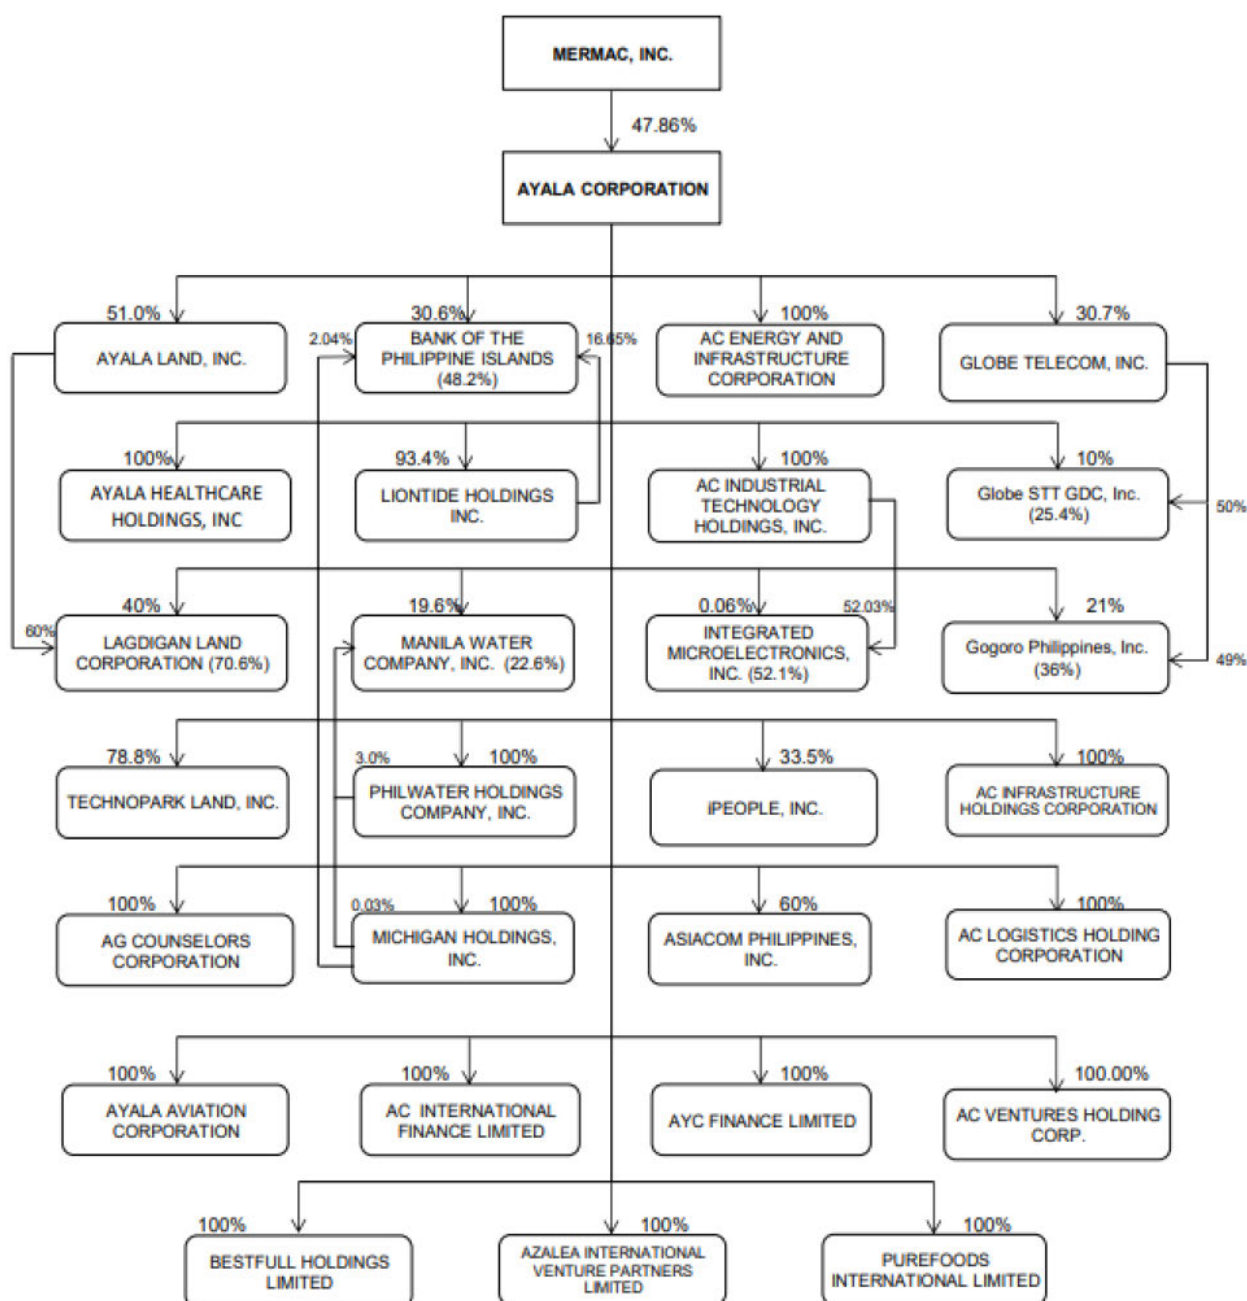 MERMAC, INC.
47.86%
AYALA CORPORATION
51.0%
30.6%
100%
30.7%
2.04%
16.65%
AYALA LAND, INC.
BANK OF THE
PHILIPPINE ISLANDS
(48.2%)
AC ENERGY AND
INFRASTRUCTURE
CORPORATION
GLOBE TELECOM, INC.
100%
93.4%
100%
10%
AYALA HEALTHCARE
HOLDINGS, INC
LIONTIDE HOLDINGS
INC.
AC INDUSTRIAL
TECHNOLOGY
HOLDINGS, INC.
Globe STT GDC, Inc.
(25.4%)
50%
40%
19.6%
0.06%
52.03%
21%
60%
LAGDIGAN LAND
CORPORATION (70.6%)
MANILA WATER
COMPANY, INC. (22.6%)
INTEGRATED
MICROELECTRONICS,
INC. (52.1%)
Gogoro Philippines, Inc.
(36%)
49%
78.8%
3.0%
100%
33.5%
100%
TECHNOPARK LAND, INC.
PHILWATER HOLDINGS
COMPANY, INC.
iPEOPLE, INC.
AC INFRASTRUCTURE
HOLDINGS CORPORATION
100%
0.03%
100%
60%
100%
AG COUNSELORS
CORPORATION
MICHIGAN HOLDINGS,
INC.
ASIACOM PHILIPPINES,
INC.
AC LOGISTICS HOLDING
CORPORATION
100%
100%
100%
100.00%
AYALA AVIATION
CORPORATION
AC INTERNATIONAL
FINANCE LIMITED
AYC FINANCE LIMITED
AC VENTURES HOLDING
CORP.
100%
100%
100%
BESTFULL HOLDINGS
LIMITED
AZALEA INTERNATIONAL
VENTURE PARTNERS
LIMITED
PUREFOODS
INTERNATIONAL LIMITED